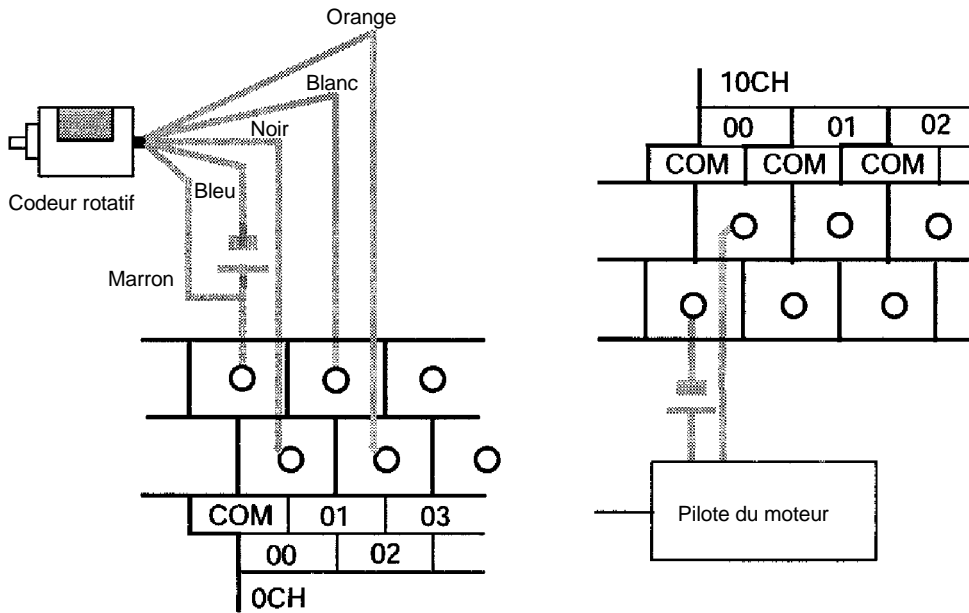 Orange
Blanc
Noir
Codeur rotatif
Bleu
Marron
COM 01 03
00 02
0CH
10CH
00 01 02
COM COM COM
Pilote du moteur